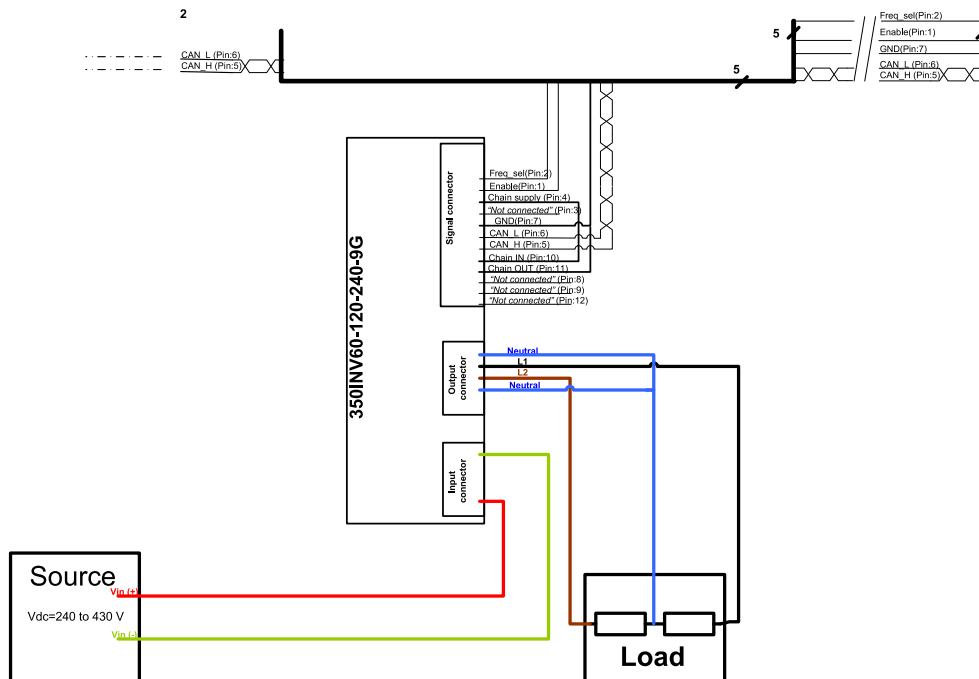 2
CAN_L (Pin:6)
CAN_H (Pin:5)
5
5
Freq_sel(Pin:2)
Enable(Pin:1)
GND(Pin:7)
CAN_L (Pin:6)
CAN_H (Pin:5)
350INV60-120-240-9G
Signal connector
Freq_sel(Pin:2)
Enable(Pin:1)
Chain supply (Pin:4)
"Not connected" (Pin:3)
GND(Pin:7)
CAN_L (Pin:6)
CAN_H (Pin:5)
Chain IN (Pin:10)
Chain OUT (Pin:11)
"Not connected" (Pin:8)
"Not connected" (Pin:9)
"Not connected" (Pin:12)
Output
connector
Neutral
L1
L2
Neutral
Input
connector
Source
Vin (+)
Vdc=240 to 430 V
Vin (-)
Load